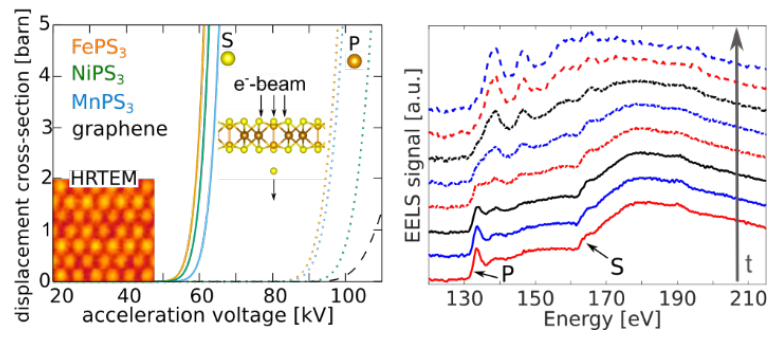 displacement cross-section [barn]
5
4
3
2
1
0
FePS₃
NiPS₃
MnPS₃
graphene
S
P
e⁻-beam
HRTEM
20 40 60 80 100
acceleration voltage [kV]
EELS signal [a.u.]
P
S
t
130 150 170 190 210
Energy [eV]